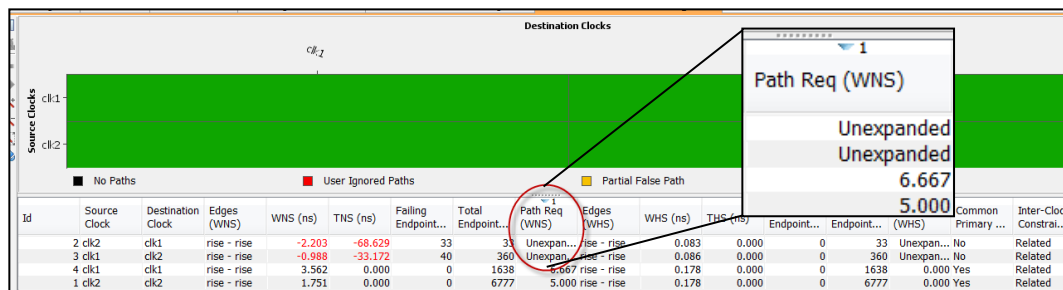 Destination Clocks
clk1
Source Clocks
clk1
clk2
No Paths
User Ignored Paths
Partial False Path
1
Path Req (WNS)
Unexpanded
Unexpanded
6.667
5.000
Id Source Clock Destination Clock Edges (WNS) WNS (ns) TNS (ns) Failing Endpoint... Total Endpoint... 1 Path Req (WNS) Edges (WHS) WHS (ns) THS (ns) Endpoint... Endpoint... (WHS) Common Primary ... Inter-Cloc Constrai...
2 clk2 clk1 rise - rise -2.203 -68.629 33 33 Unexpan... rise - rise 0.083 0.000 0 33 Unexpan... No Related
3 clk1 clk2 rise - rise -0.988 -33.172 40 360 Unexpan... rise - rise 0.086 0.000 0 360 Unexpan... No Related
4 clk1 clk1 rise - rise 3.562 0.000 0 1638 6.667 rise - rise 0.178 0.000 0 1638 0.000 Yes Related
1 clk2 clk2 rise - rise 1.751 0.000 0 6777 5.000 rise - rise 0.178 0.000 0 6777 0.000 Yes Related